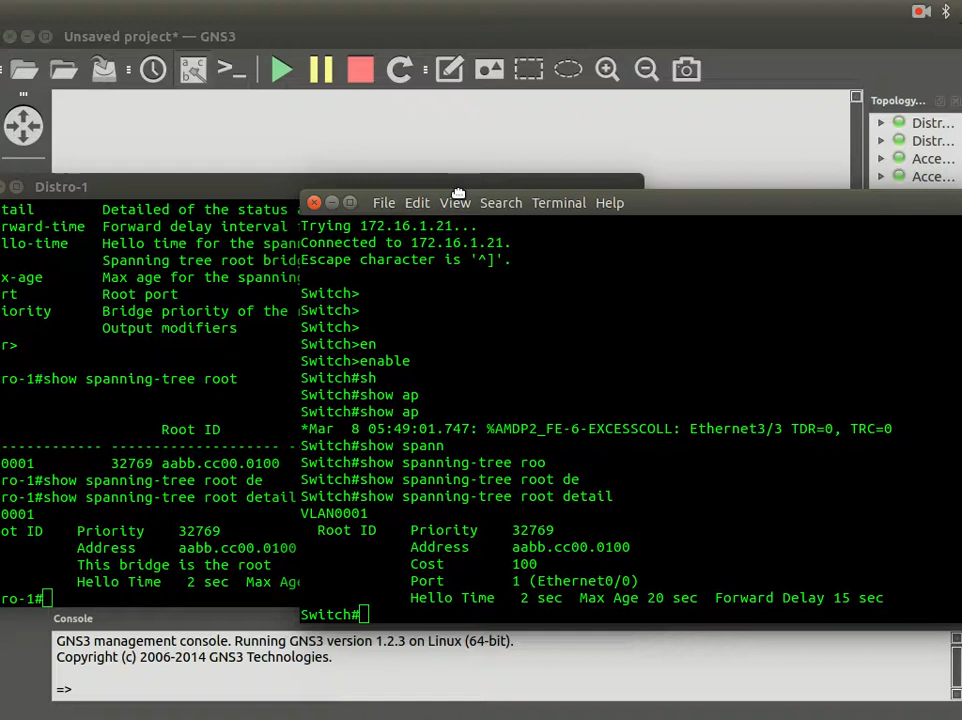 Unsaved project* — GNS3
a b
c
>_
Topology...
Distr...
Distr...
Acce...
Acce...
Distro-1
tail Detailed of the status
rward-time Forward delay interval
llo-time Hello time for the span
Spanning tree root brid
x-age Max age for the spannin
rt Root port
iority Bridge priority of the
Output modifiers
r>
ro-1#show spanning-tree root
Root ID
------------ -------------------- --
0001 32769 aabb.cc00.0100
ro-1#show spanning-tree root de
ro-1#show spanning-tree root detail
0001
ot ID Priority 32769
Address aabb.cc00.0100
This bridge is the root
Hello Time 2 sec Max Ag
ro-1#
File Edit View Search Terminal Help
Trying 172.16.1.21...
Connected to 172.16.1.21.
Escape character is '^]'.
Switch>
Switch>
Switch>
Switch>en
Switch>enable
Switch#sh
Switch#show ap
Switch#show ap
*Mar  8 05:49:01.747: %AMDP2_FE-6-EXCESSCOLL: Ethernet3/3 TDR=0, TRC=0
Switch#show spann
Switch#show spanning-tree roo
Switch#show spanning-tree root de
Switch#show spanning-tree root detail
VLAN0001
Root ID Priority 32769
Address aabb.cc00.0100
Cost 100
Port 1 (Ethernet0/0)
Hello Time 2 sec Max Age 20 sec Forward Delay 15 sec
Switch#
Console
GNS3 management console. Running GNS3 version 1.2.3 on Linux (64-bit).
Copyright (c) 2006-2014 GNS3 Technologies.
=>